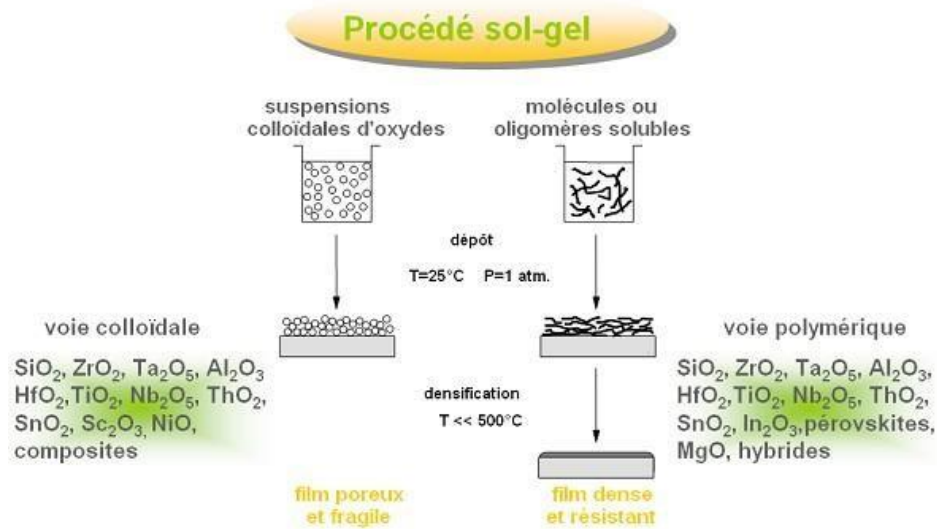 Procédé sol-gel
suspensions
colloïdales d'oxydes
molécules ou
oligomères solubles
dépôt
T=25°C P=1 atm.
voie colloïdale
SiO₂, ZrO₂, Ta₂O₅, Al₂O₃
HfO₂,TiO₂, Nb₂O₅, ThO₂,
SnO₂, Sc₂O₃, NiO,
composites
voie polymérique
SiO₂, ZrO₂, Ta₂O₅, Al₂O₃,
HfO₂,TiO₂, Nb₂O₅, ThO₂,
SnO₂, In₂O₃,pérovskites,
MgO, hybrides
densification
T << 500°C
film poreux
et fragile
film dense
et résistant